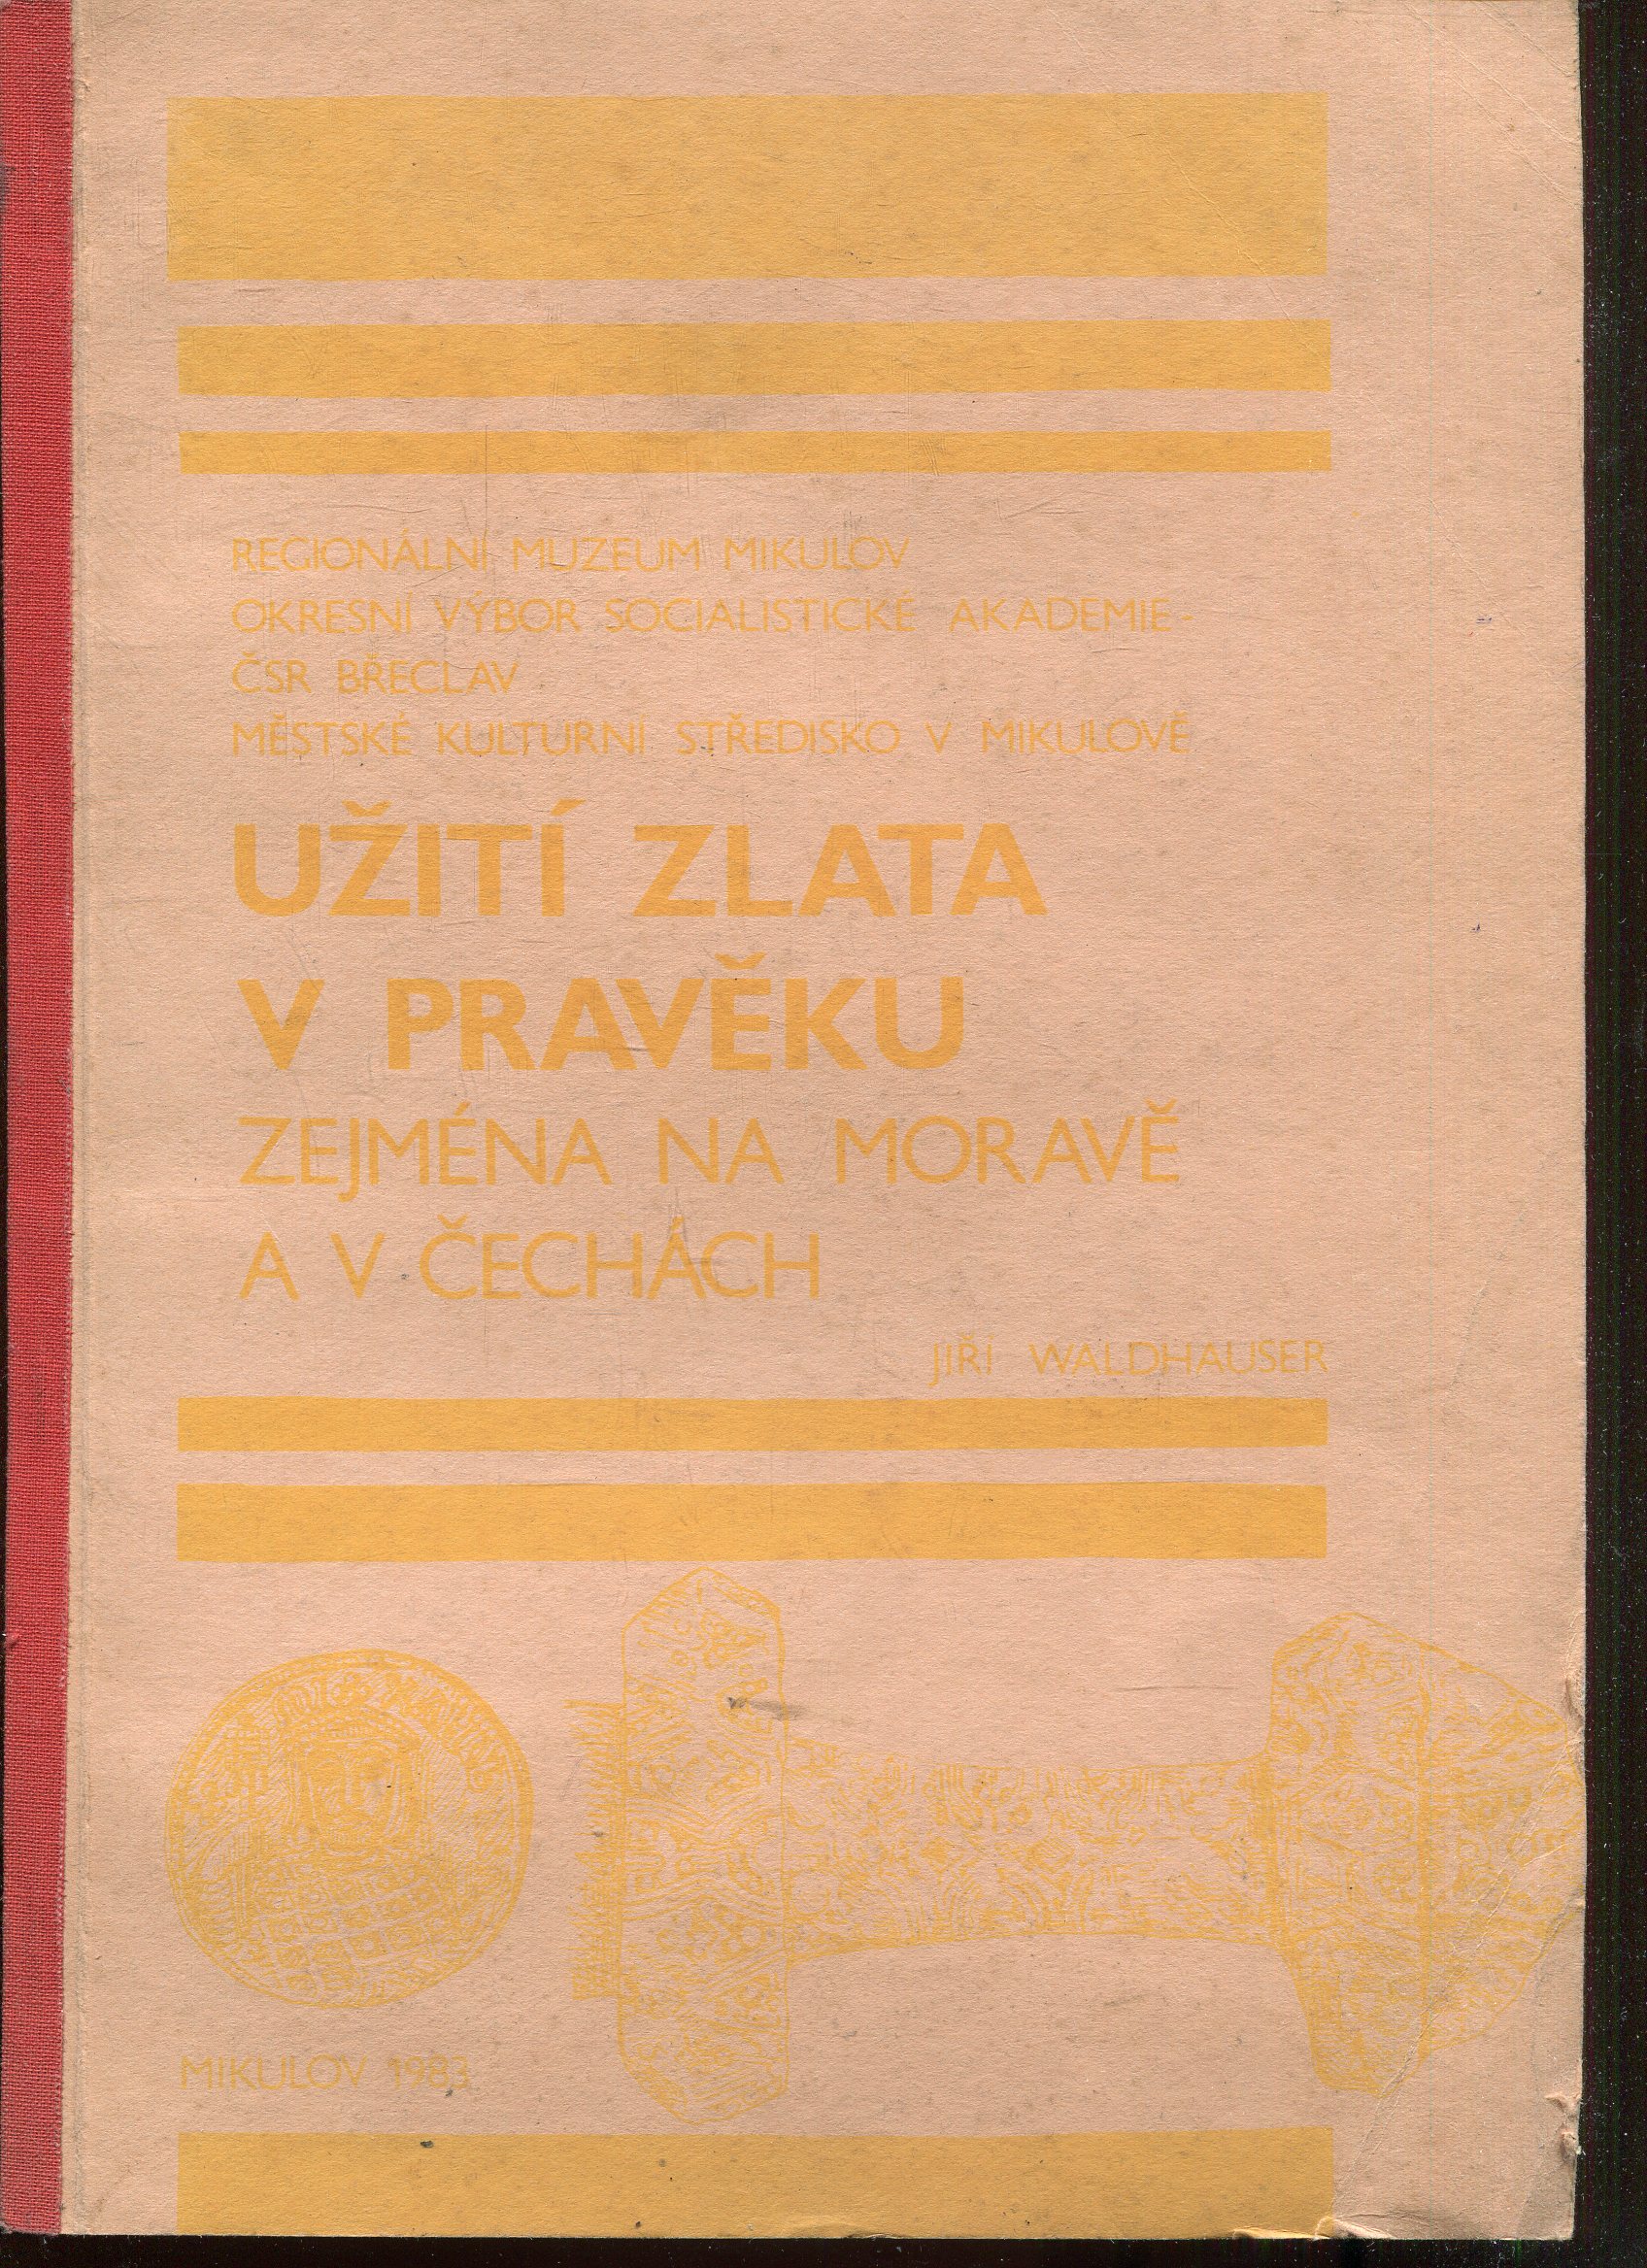 REGIONÁLNÍ MUZEUM MIKULOV
OKRESNÍ VÝBOR SOCIALISTICKÉ AKADEMIE-
ČSR BŘECLAV
MĚSTSKÉ KULTURNÍ STŘEDISKO V MIKULOVĚ
UŽITÍ ZLATA
V PRAVĚKU
ZEJMÉNA NA MORAVĚ
A V ČECHÁCH
JIŘÍ WALDHAUSER
MIKULOV 1983